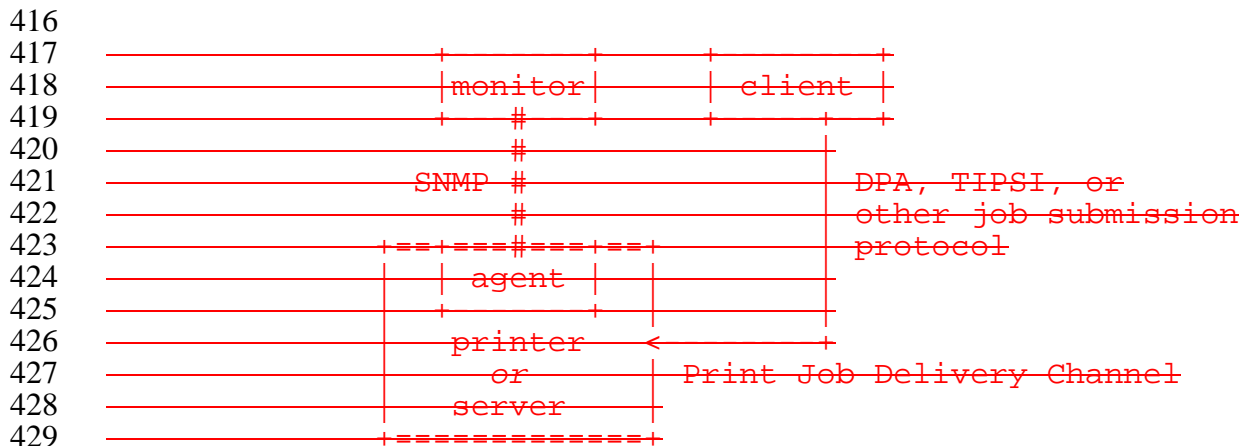 416
417 +--------+ +---------+
418 |monitor| | client |
419 +---#----+ +------+--+
420 # |
421 SNMP # | DPA, TIPSI, or
422 # | other job submission
423 +==+===#===+==+ | protocol
424 | | agent | | |
425 | +-------+ | |
426 | printer <--------+
427 | or | Print Job Delivery Channel
428 | server |
429 +=============+